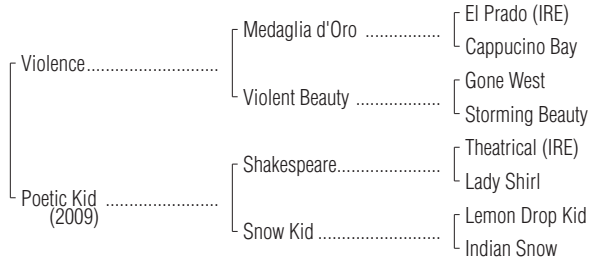 El Prado (IRE)
Medaglia d'Oro ..................
Cappucino Bay
Violence...............................
Gone West
Violent Beauty ....................
Storming Beauty
Theatrical (IRE)
Shakespeare........................
Lady Shirl
Poetic Kid ..........................
(2009)
Lemon Drop Kid
Snow Kid ............................
Indian Snow